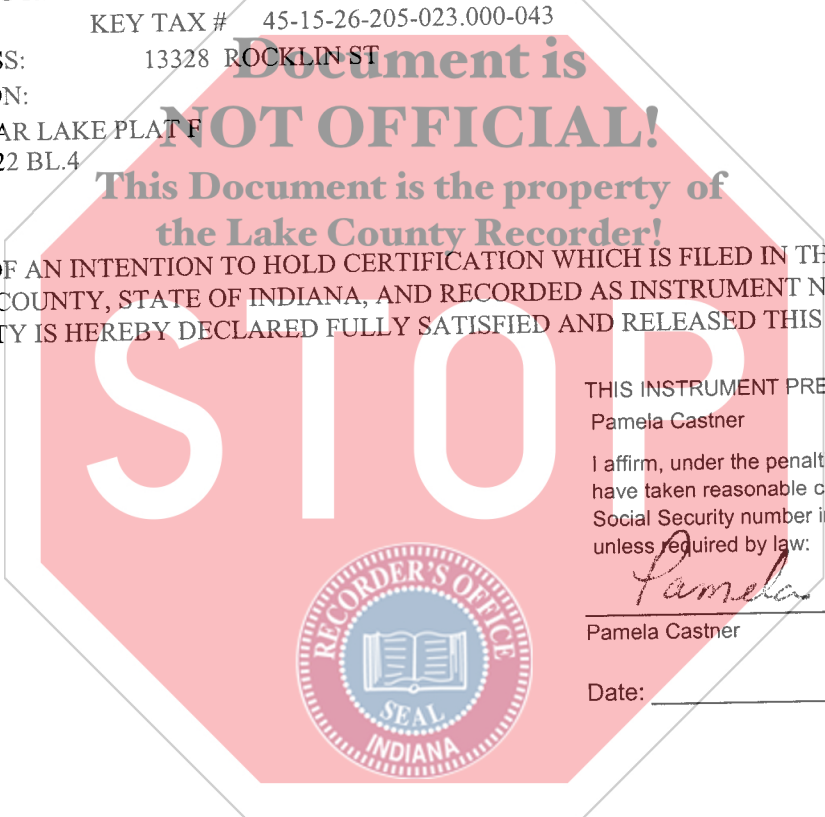 KEY TAX # 45-15-26-205-023.000-043
SS: 13328 ROCKLIN ST
Document is
ON:
AR LAKE PLAT F
NOT OFFICIAL!
22 BL.4
This Document is the property of
the Lake County Recorder!
OF AN INTENTION TO HOLD CERTIFICATION WHICH IS FILED IN TH
COUNTY, STATE OF INDIANA, AND RECORDED AS INSTRUMENT N
TY IS HEREBY DECLARED FULLY SATISFIED AND RELEASED THIS
STOP
THIS INSTRUMENT PRE
Pamela Castner
I affirm, under the penalt
have taken reasonable c
Social Security number i
unless required by law:
Pamela
Pamela Castner
Date:
RECORDER'S OFFICE
SEAL
INDIANA